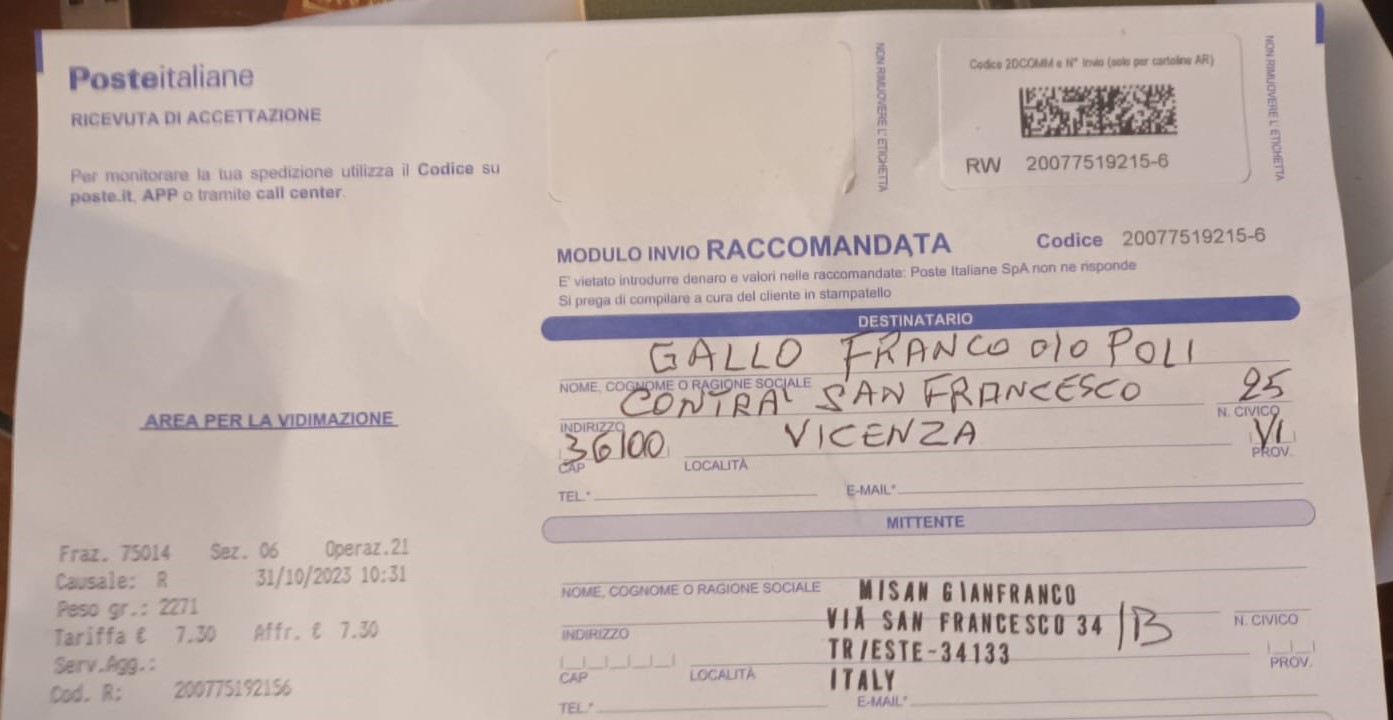 Posteitaliane
RICEVUTA DI ACCETTAZIONE
Per monitorare la tua spedizione utilizza il Codice su
poste.it, APP o tramite call center.
AREA PER LA VIDIMAZIONE
Fraz. 75014 Sez. 06 Operaz.21
Causale: R 31/10/2023 10:31
Peso gr.: 2271
Tariffa € 7.30 Affr. € 7.30
Serv.Agg.:
Cod. R: 200775192156
NON RIMUOVERE L'ETICHETTA
Codice 2DCOMM e N° Invio (solo per cartoline AR)
RW 20077519215-6
NON RIMUOVERE L'ETICHETTA
MODULO INVIO RACCOMANDATA Codice 20077519215-6
E' vietato introdurre denaro e valori nelle raccomandate: Poste Italiane SpA non ne risponde
Si prega di compilare a cura del cliente in stampatello
DESTINATARIO
GALLO FRANCO c/o POLI
NOME, COGNOME O RAGIONE SOCIALE
CONTRA' SAN FRANCESCO 25
INDIRIZZO N. CIVICO
36100 VICENZA VI
CAP LOCALITÀ PROV.
TEL.* E-MAIL*
MITTENTE
NOME, COGNOME O RAGIONE SOCIALE MISAN GIANFRANCO
VIA SAN FRANCESCO 34 /B
INDIRIZZO N. CIVICO
TRIESTE-34133
CAP LOCALITÀ PROV.
ITALY
TEL.* E-MAIL*